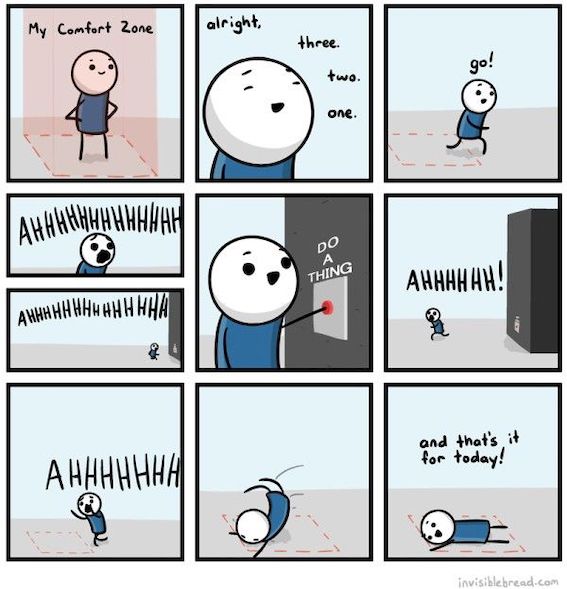 My Comfort Zone
alright,
three.
two.
one.
go!
AHHHHHHHHHHHHH
AHHHHHHHHHHHHHH
DO
A
THING
AHHHHHH!
AHHHHHHH
and that's it
for today!
invisiblebread.com